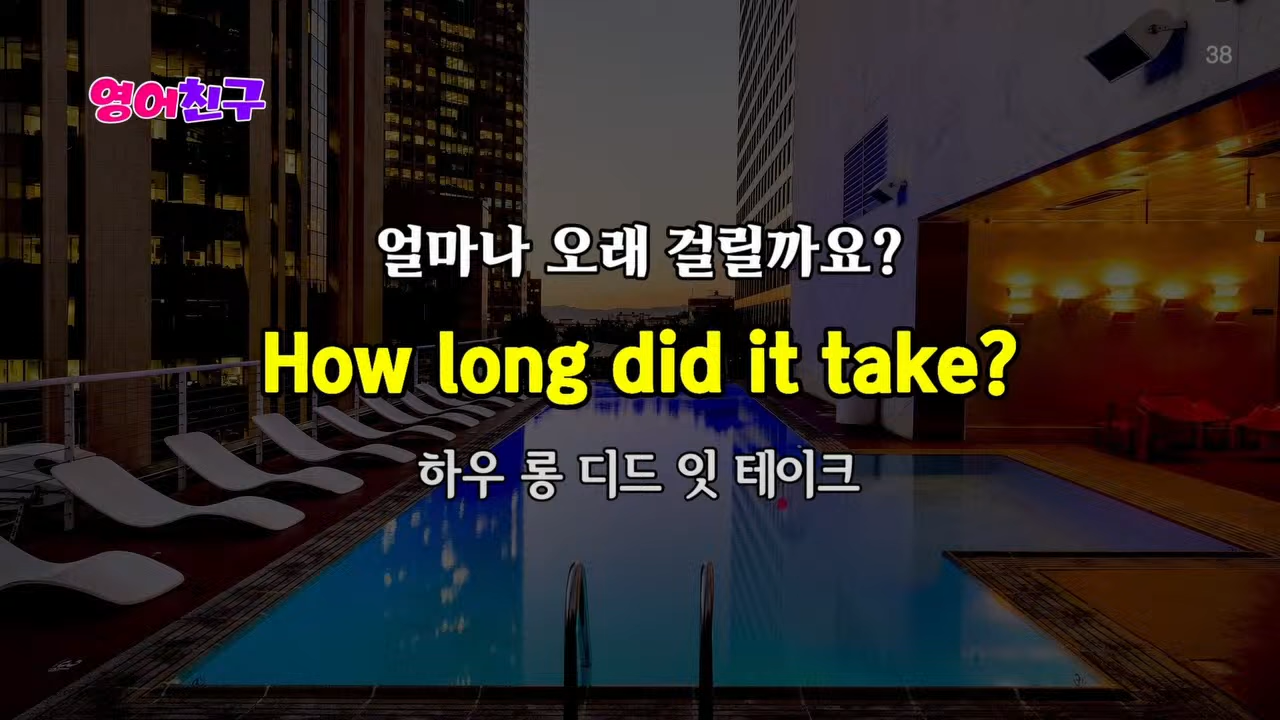 38
영어친구
얼마나 오래 걸릴까요?
How long did it take?
하우 롱 디드 잇 테이크